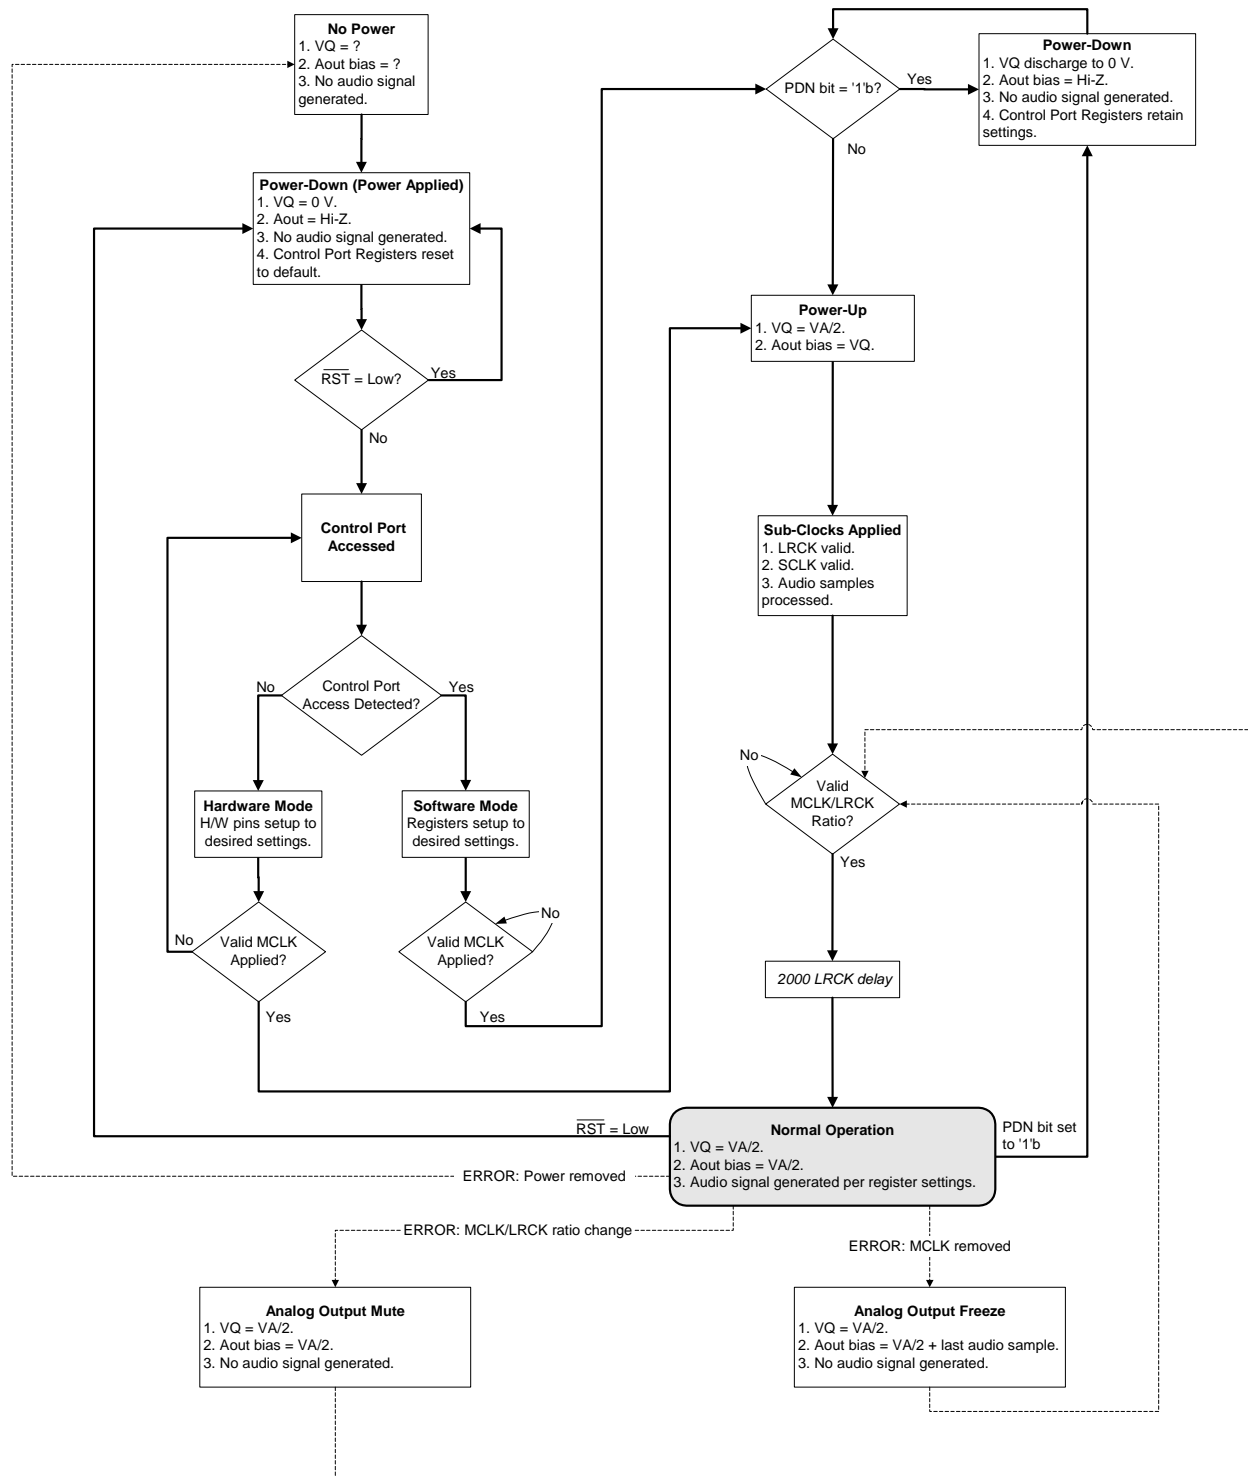 No Power
1. VQ = ?
2. Aout bias = ?
3. No audio signal
generated.
Power-Down (Power Applied)
1. VQ = 0 V.
2. Aout = Hi-Z.
3. No audio signal generated.
4. Control Port Registers reset
to default.
RST = Low?
Yes
No
Control Port
Accessed
Control Port
Access Detected?
No
Yes
Hardware Mode
H/W pins setup to
desired settings.
Software Mode
Registers setup to
desired settings.
Valid MCLK
Applied?
No
Yes
Valid MCLK
Applied?
No
Yes
PDN bit = '1'b?
Yes
No
Power-Down
1. VQ discharge to 0 V.
2. Aout bias = Hi-Z.
3. No audio signal generated.
4. Control Port Registers retain
settings.
Power-Up
1. VQ = VA/2.
2. Aout bias = VQ.
Sub-Clocks Applied
1. LRCK valid.
2. SCLK valid.
3. Audio samples
processed.
No
Valid
MCLK/LRCK
Ratio?
Yes
2000 LRCK delay
Normal Operation
1. VQ = VA/2.
2. Aout bias = VA/2.
3. Audio signal generated per register settings.
RST = Low
PDN bit set
to '1'b
ERROR: Power removed
ERROR: MCLK/LRCK ratio change
ERROR: MCLK removed
Analog Output Mute
1. VQ = VA/2.
2. Aout bias = VA/2.
3. No audio signal generated.
Analog Output Freeze
1. VQ = VA/2.
2. Aout bias = VA/2 + last audio sample.
3. No audio signal generated.